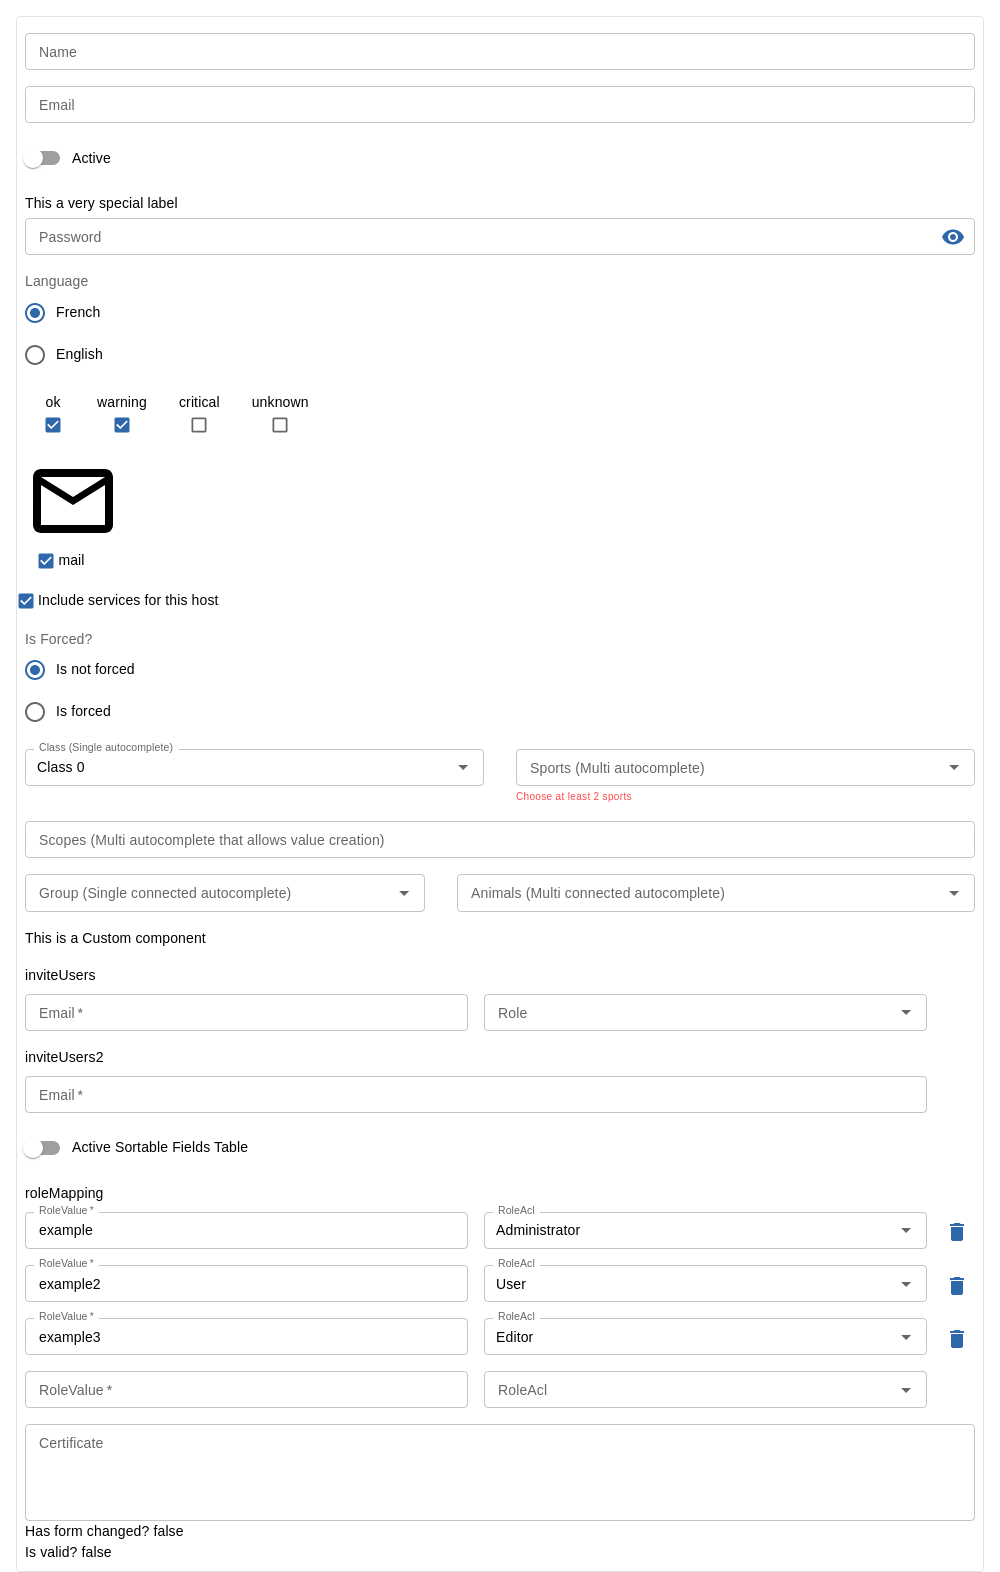 Name
Email
Active
This a very special label
Password
Language
French
English
ok warning critical unknown
mail
Include services for this host
Is Forced?
Is not forced
Is forced
Class (Single autocomplete)
Class 0
Sports (Multi autocomplete)
Choose at least 2 sports
Scopes (Multi autocomplete that allows value creation)
Group (Single connected autocomplete)
Animals (Multi connected autocomplete)
This is a Custom component
inviteUsers
Email *
Role
inviteUsers2
Email *
Active Sortable Fields Table
roleMapping
RoleValue *
example
RoleAcl
Administrator
RoleValue *
example2
RoleAcl
User
RoleValue *
example3
RoleAcl
Editor
RoleValue *
RoleAcl
Certificate
Has form changed? false
Is valid? false